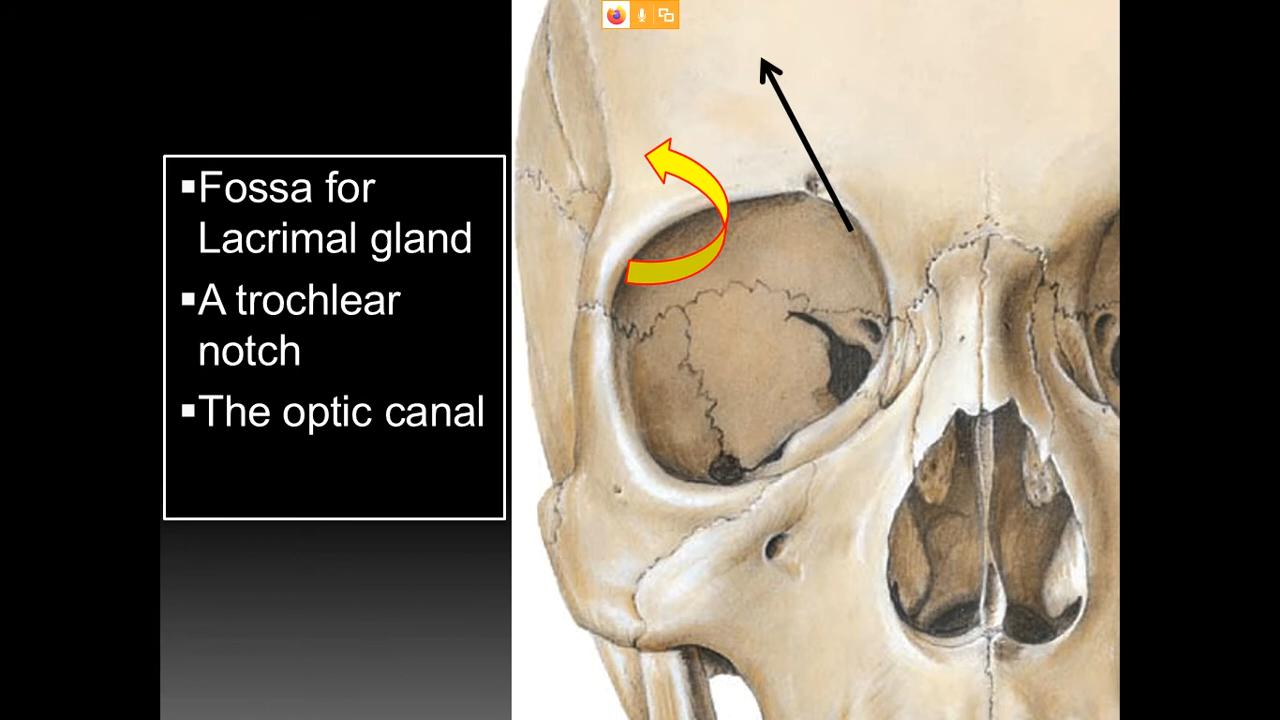 ▪Fossa for
Lacrimal gland
▪A trochlear
notch
▪The optic canal